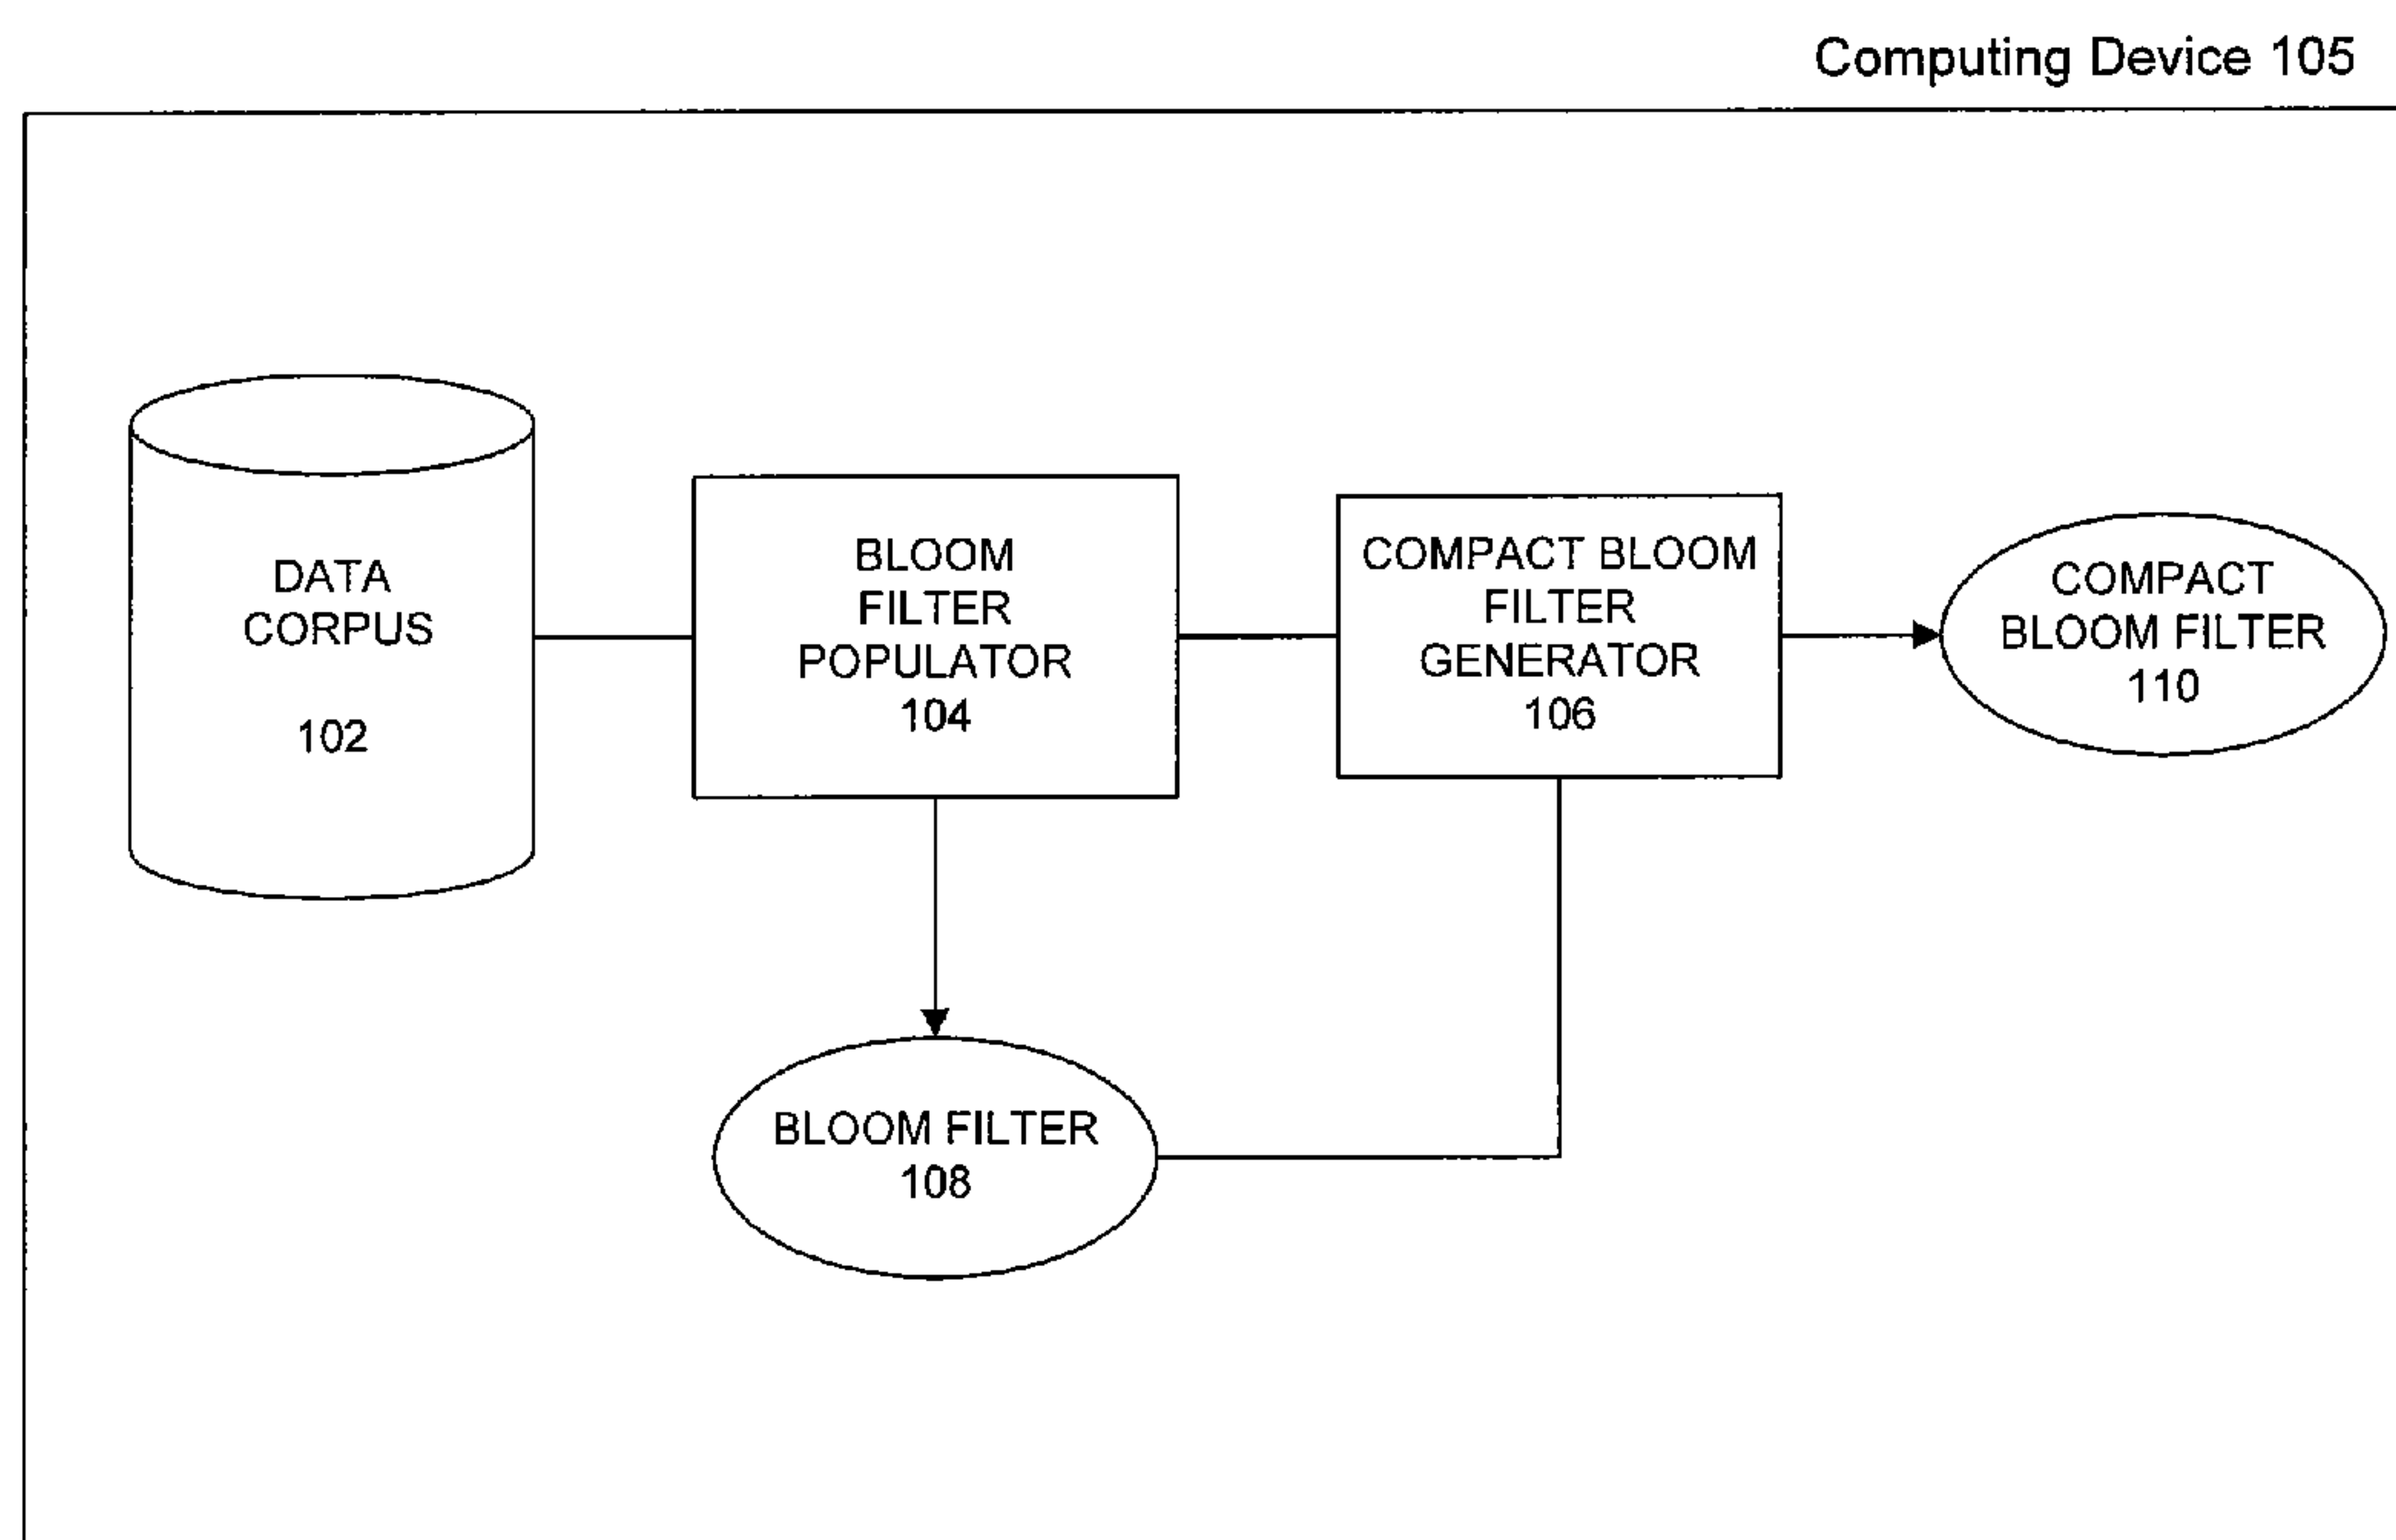 Computing Device 105
DATA
CORPUS
102
BLOOM
FILTER
POPULATOR
104
COMPACT BLOOM
FILTER
GENERATOR
106
COMPACT
BLOOM FILTER
110
BLOOM FILTER
108